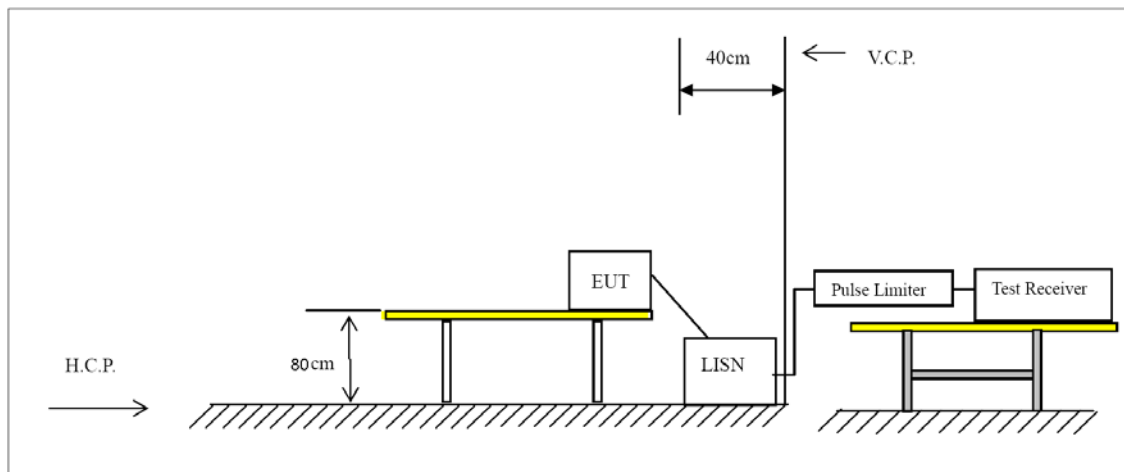 40cm
V.C.P.
EUT
Pulse Limiter
Test Receiver
80cm
LISN
H.C.P.